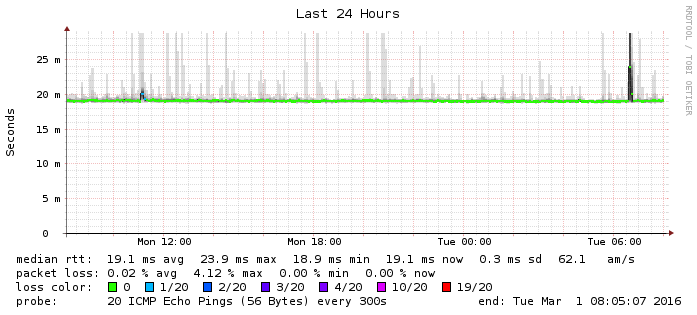 Last 24 Hours
RRDTOOL / TOBI OETIKER
Seconds
25 m
20 m
15 m
10 m
5 m
0
Mon 12:00 Mon 18:00 Tue 00:00 Tue 06:00
median rtt: 19.1 ms avg 23.9 ms max 18.9 ms min 19.1 ms now 0.3 ms sd 62.1 am/s
packet loss: 0.02 % avg 4.12 % max 0.00 % min 0.00 % now
loss color: 0 1/20 2/20 3/20 4/20 10/20 19/20
probe: 20 ICMP Echo Pings (56 Bytes) every 300s end: Tue Mar 1 08:05:07 2016